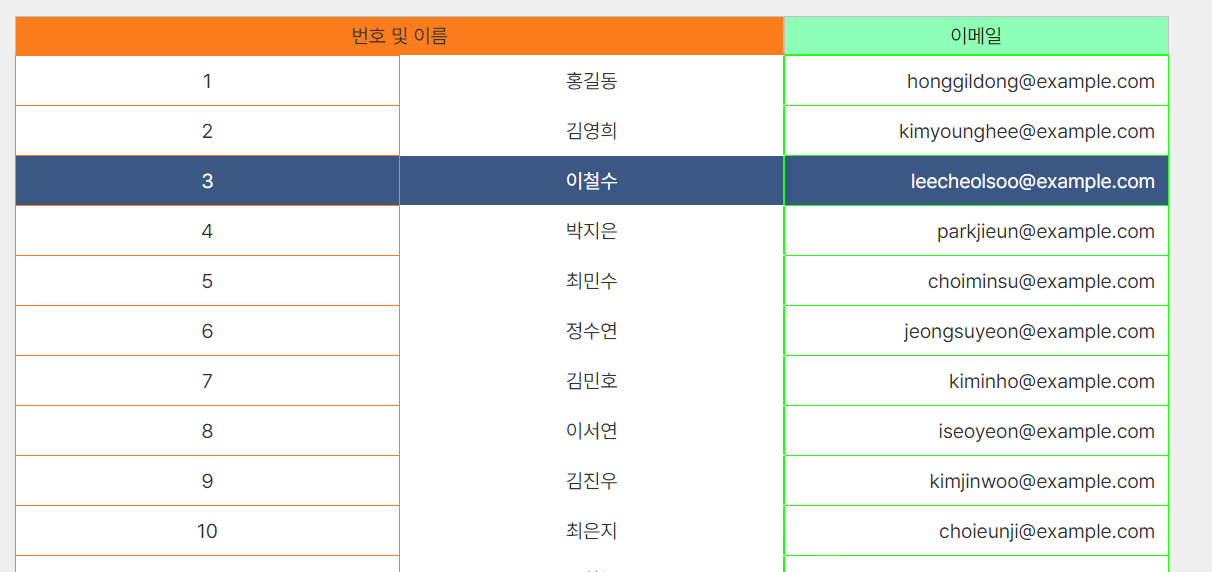 번호 및 이름 이메일
1 홍길동 honggildong@example.com
2 김영희 kimyounghee@example.com
3 이철수 leecheolsoo@example.com
4 박지은 parkjieun@example.com
5 최민수 choiminsu@example.com
6 정수연 jeongsuyeon@example.com
7 김민호 kiminho@example.com
8 이서연 iseoyeon@example.com
9 김진우 kimjinwoo@example.com
10 최은지 choieunji@example.com